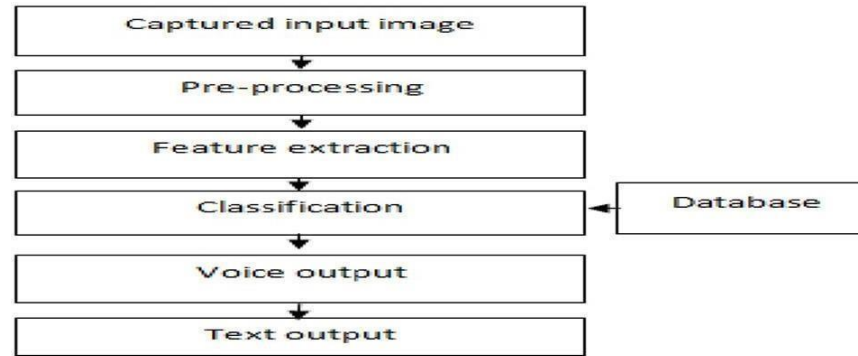 Captured input image
Pre-processing
Feature extraction
Classification
Database
Voice output
Text output